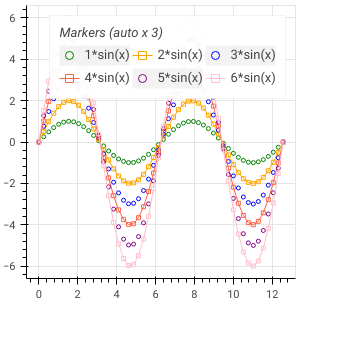 Markers (auto x 3)
1*sin(x) 2*sin(x) 3*sin(x)
4*sin(x) 5*sin(x) 6*sin(x)
6
4
2
0
−2
−4
−6
0 2 4 6 8 10 12